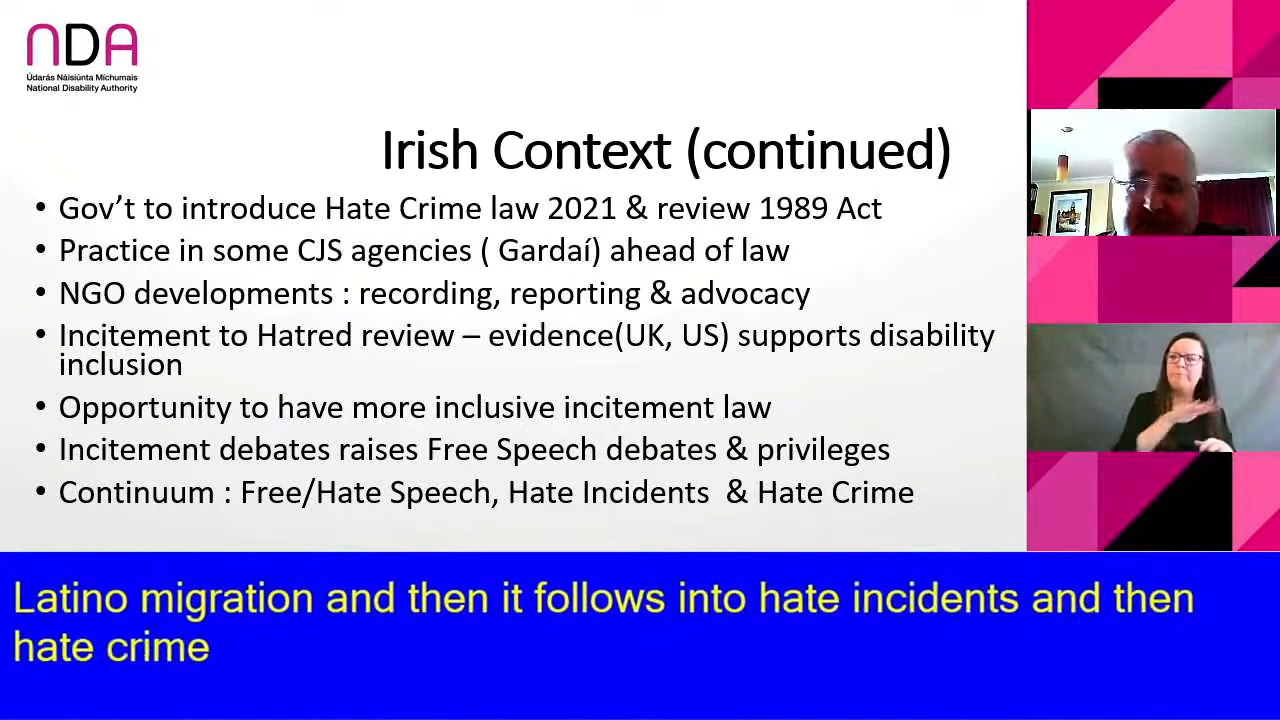 nDA
Údarás Náisiúnta Míchumais
National Disability Authority
Irish Context (continued)
• Gov’t to introduce Hate Crime law 2021 & review 1989 Act
• Practice in some CJS agencies ( Gardaí) ahead of law
• NGO developments : recording, reporting & advocacy
• Incitement to Hatred review – evidence(UK, US) supports disability
inclusion
• Opportunity to have more inclusive incitement law
• Incitement debates raises Free Speech debates & privileges
• Continuum : Free/Hate Speech, Hate Incidents & Hate Crime
Latino migration and then it follows into hate incidents and then
hate crime